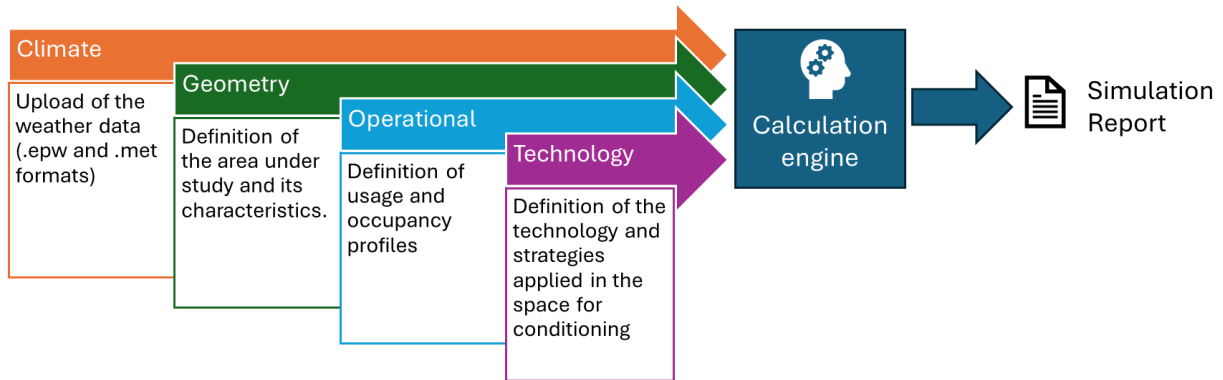 Climate
Upload of the
weather data
(.epw and .met
formats)
Geometry
Definition of
the area under
study and its
characteristics.
Operational
Definition of
usage and
occupancy
profiles
Technology
Definition of the
technology and
strategies
applied in the
space for
conditioning
Calculation
engine
Simulation
Report